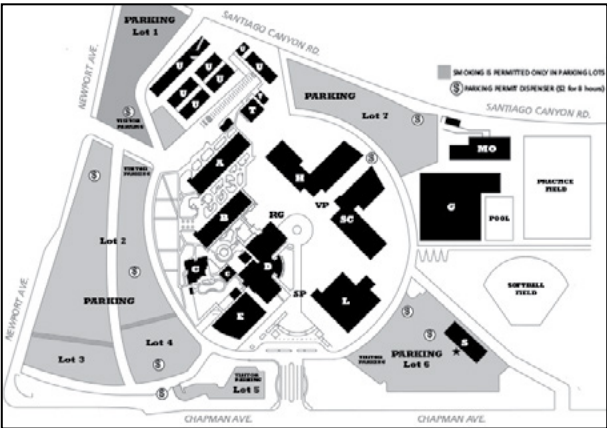 PARKING
Lot 1
SANTIAGO CANYON RD.
NEWPORT AVE.
SMOKING IS PERMITTED ONLY IN PARKING LOTS
$ PARKING PERMIT DISPENSER ($2 for 8 hours)
SANTIAGO CANYON RD.
U
U
U
U
U
U
U
U
T
T
PARKING
Lot 7
$
$
VISITOR
PARKING
VISITOR
PARKING
A
H
$
MO
PRACTICE
FIELD
$
B
RG
VP
SC
G
POOL
Lot 2
C
C
D
$
PARKING
SP
L
SOFTBALL
FIELD
E
$
$
S
NEWPORT AVE.
Lot 3
Lot 4
$
VISITOR
PARKING
PARKING
Lot 6
VISITOR
PARKING
Lot 5
$
CHAPMAN AVE.
CHAPMAN AVE.